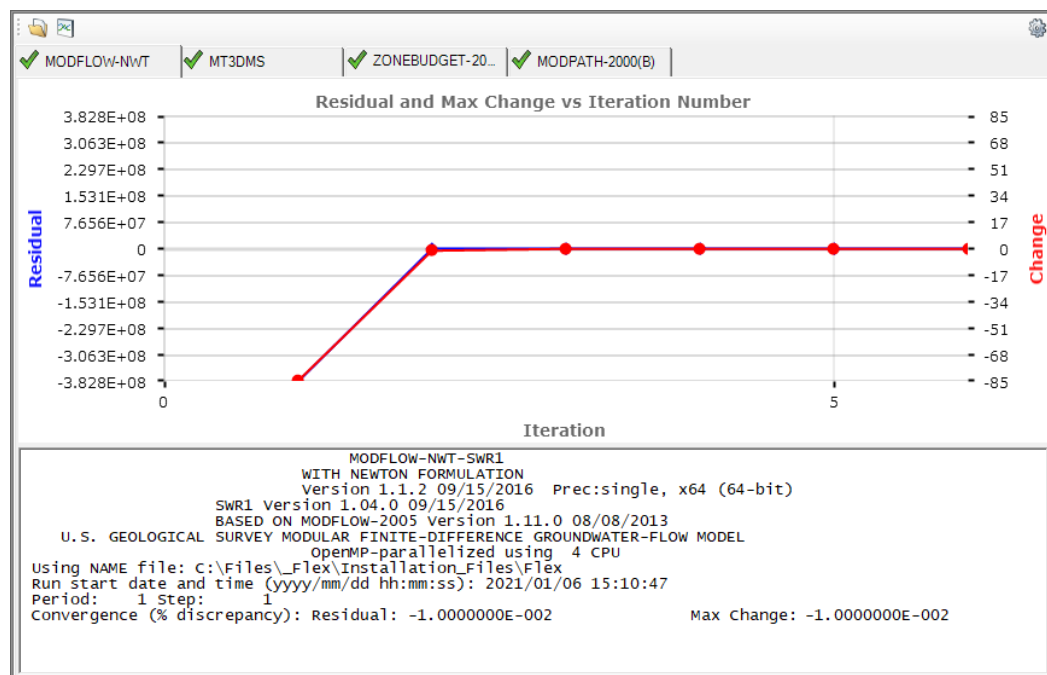 MODFLOW-NWT
MT3DMS
ZONEBUDGET-20...
MODPATH-2000(B)
Residual and Max Change vs Iteration Number
3.828E+08
3.063E+08
2.297E+08
1.531E+08
7.656E+07
0
-7.656E+07
-1.531E+08
-2.297E+08
-3.063E+08
-3.828E+08
Residual
85
68
51
34
17
0
-17
-34
-51
-68
-85
Change
0
5
Iteration
MODFLOW-NWT-SWR1
WITH NEWTON FORMULATION
Version 1.1.2 09/15/2016 Prec:single, x64 (64-bit)
SWR1 Version 1.04.0 09/15/2016
BASED ON MODFLOW-2005 Version 1.11.0 08/08/2013
U.S. GEOLOGICAL SURVEY MODULAR FINITE-DIFFERENCE GROUNDWATER-FLOW MODEL
OpenMP-parallelized using 4 CPU
Using NAME file: C:\Files\_Flex\Installation_Files\Flex
Run start date and time (yyyy/mm/dd hh:mm:ss): 2021/01/06 15:10:47
Period: 1 Step: 1
Convergence (% discrepancy): Residual: -1.0000000E-002 Max Change: -1.0000000E-002